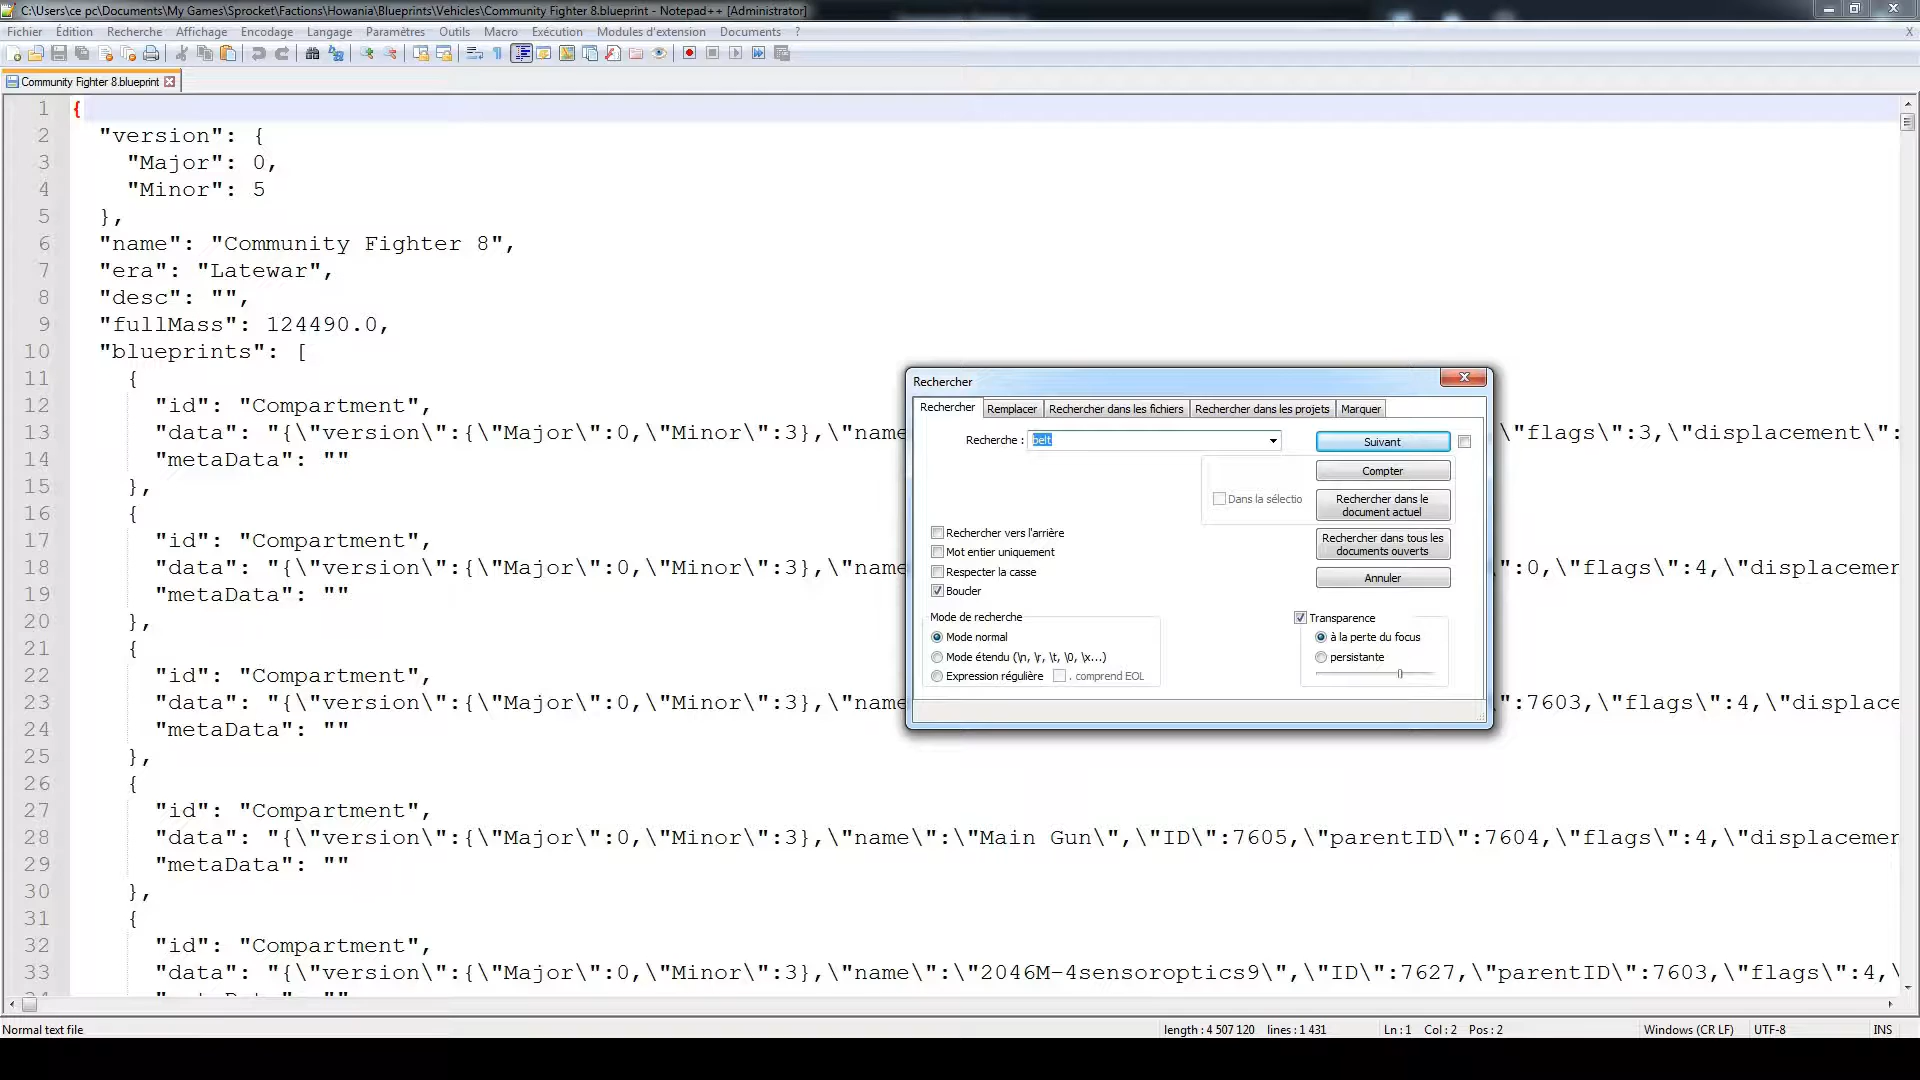 C:\Users\ce pc\Documents\My Games\Sprocket\Factions\Howania\Blueprints\Vehicles\Community Fighter 8.blueprint - Notepad++ [Administrator]
Fichier Édition Recherche Affichage Encodage Langage Paramètres Outils Macro Exécution Modules d'extension Documents ? X
Community Fighter 8.blueprint
1 {
2 "version": {
3 "Major": 0,
4 "Minor": 5
5 },
6 "name": "Community Fighter 8",
7 "era": "Latewar",
8 "desc": "",
9 "fullMass": 124490.0,
10 "blueprints": [
11 {
12 "id": "Compartment",
13 "data": "{\"version\":{\"Major\":0,\"Minor\":3},\"name \"flags\":3,\"displacement\":
14 "metaData": ""
15 },
16 {
17 "id": "Compartment",
18 "data": "{\"version\":{\"Major\":0,\"Minor\":3},\"name ":0,\"flags\":4,\"displacemen
19 "metaData": ""
20 },
21 {
22 "id": "Compartment",
23 "data": "{\"version\":{\"Major\":0,\"Minor\":3},\"name ":7603,\"flags\":4,\"displace
24 "metaData": ""
25 },
26 {
27 "id": "Compartment",
28 "data": "{\"version\":{\"Major\":0,\"Minor\":3},\"name\":\"Main Gun\",\"ID\":7605,\"parentID\":7604,\"flags\":4,\"displacemen
29 "metaData": ""
30 },
31 {
32 "id": "Compartment",
33 "data": "{\"version\":{\"Major\":0,\"Minor\":3},\"name\":\"2046M-4sensoroptics9\",\"ID\":7627,\"parentID\":7603,\"flags\":4,\
Rechercher
Rechercher Remplacer Rechercher dans les fichiers Rechercher dans les projets Marquer
Recherche : belt Suivant
Compter
Dans la sélectio
Rechercher dans le
document actuel
Rechercher dans tous les
documents ouverts
Annuler
Rechercher vers l'arrière
Mot entier uniquement
Respecter la casse
Boucler
Mode de recherche
Mode normal
Mode étendu (\n, \r, \t, \0, \x...)
Expression régulière . comprend EOL
Transparence
à la perte du focus
persistante
Normal text file length : 4 507 120 lines : 1 431 Ln : 1 Col : 2 Pos : 2 Windows (CR LF) UTF-8 INS